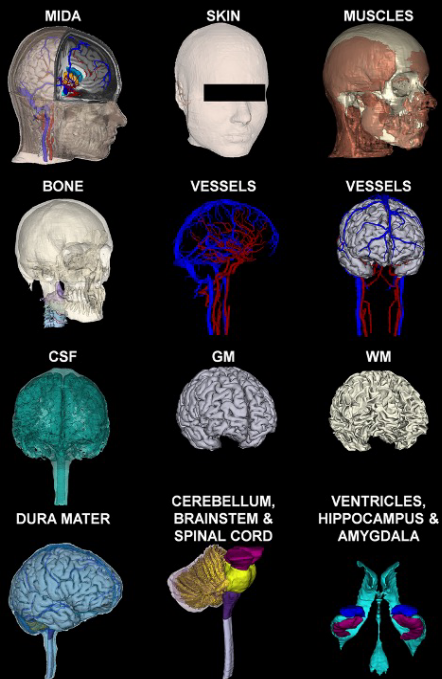 MIDA
SKIN
MUSCLES
BONE
VESSELS
VESSELS
CSF
GM
WM
DURA MATER
CEREBELLUM,
BRAINSTEM &
SPINAL CORD
VENTRICLES,
HIPPOCAMPUS &
AMYGDALA